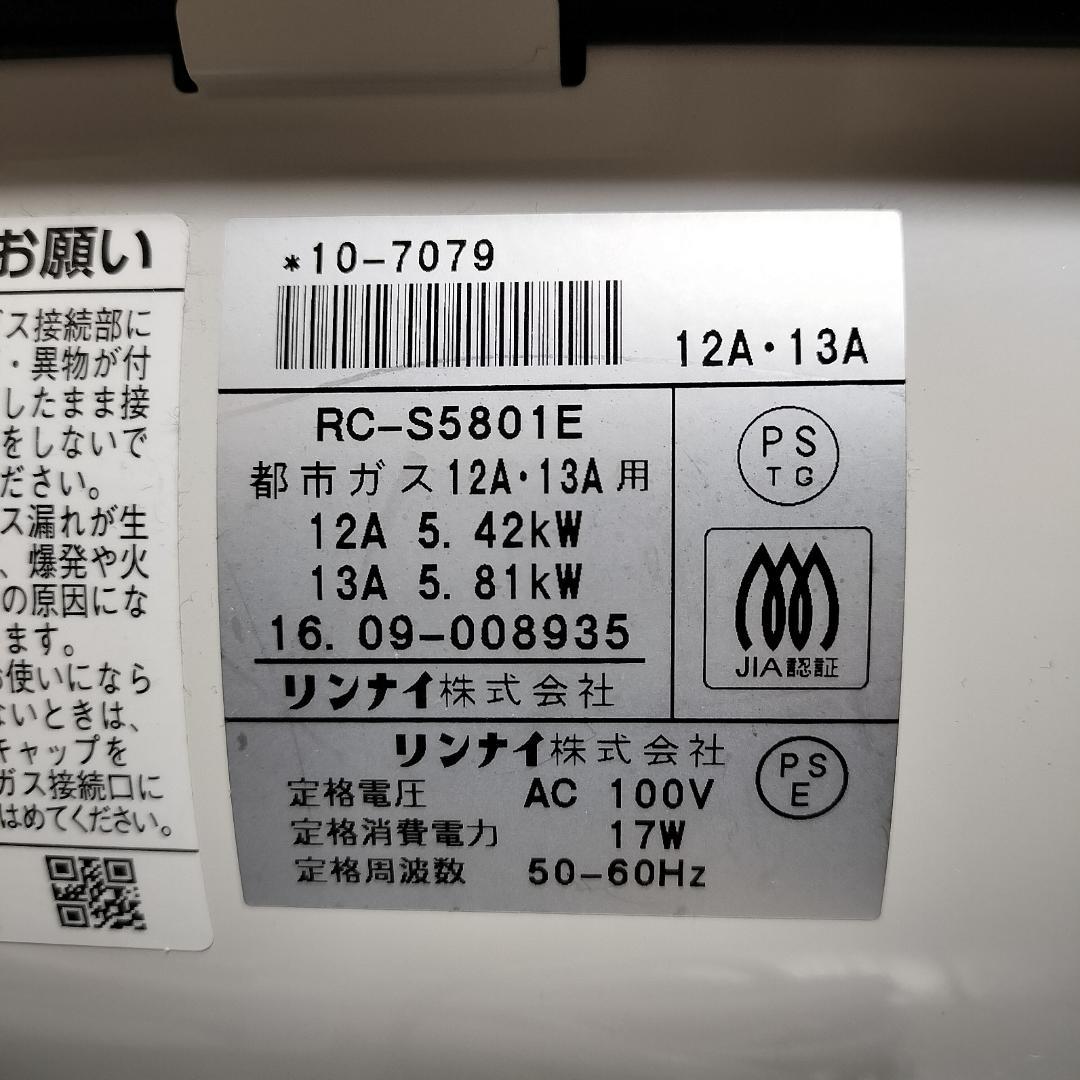 お願い
ス接続部に
・異物が付
したまま接
をしないで
ださい。
ス漏れが生
、爆発や火
の原因にな
ます。
お使いになら
ないときは、
キャップを
ガス接続口に
はめてください。
*10-7079
12A・13A
RC-S5801E
都市ガス12A・13A用
12A 5.42kW
13A 5.81kW
16.09-008935
リンナイ株式会社
PS
TG
JIA認証
リンナイ株式会社
定格電圧 AC 100V
定格消費電力 17W
定格周波数 50-60Hz
PS
E